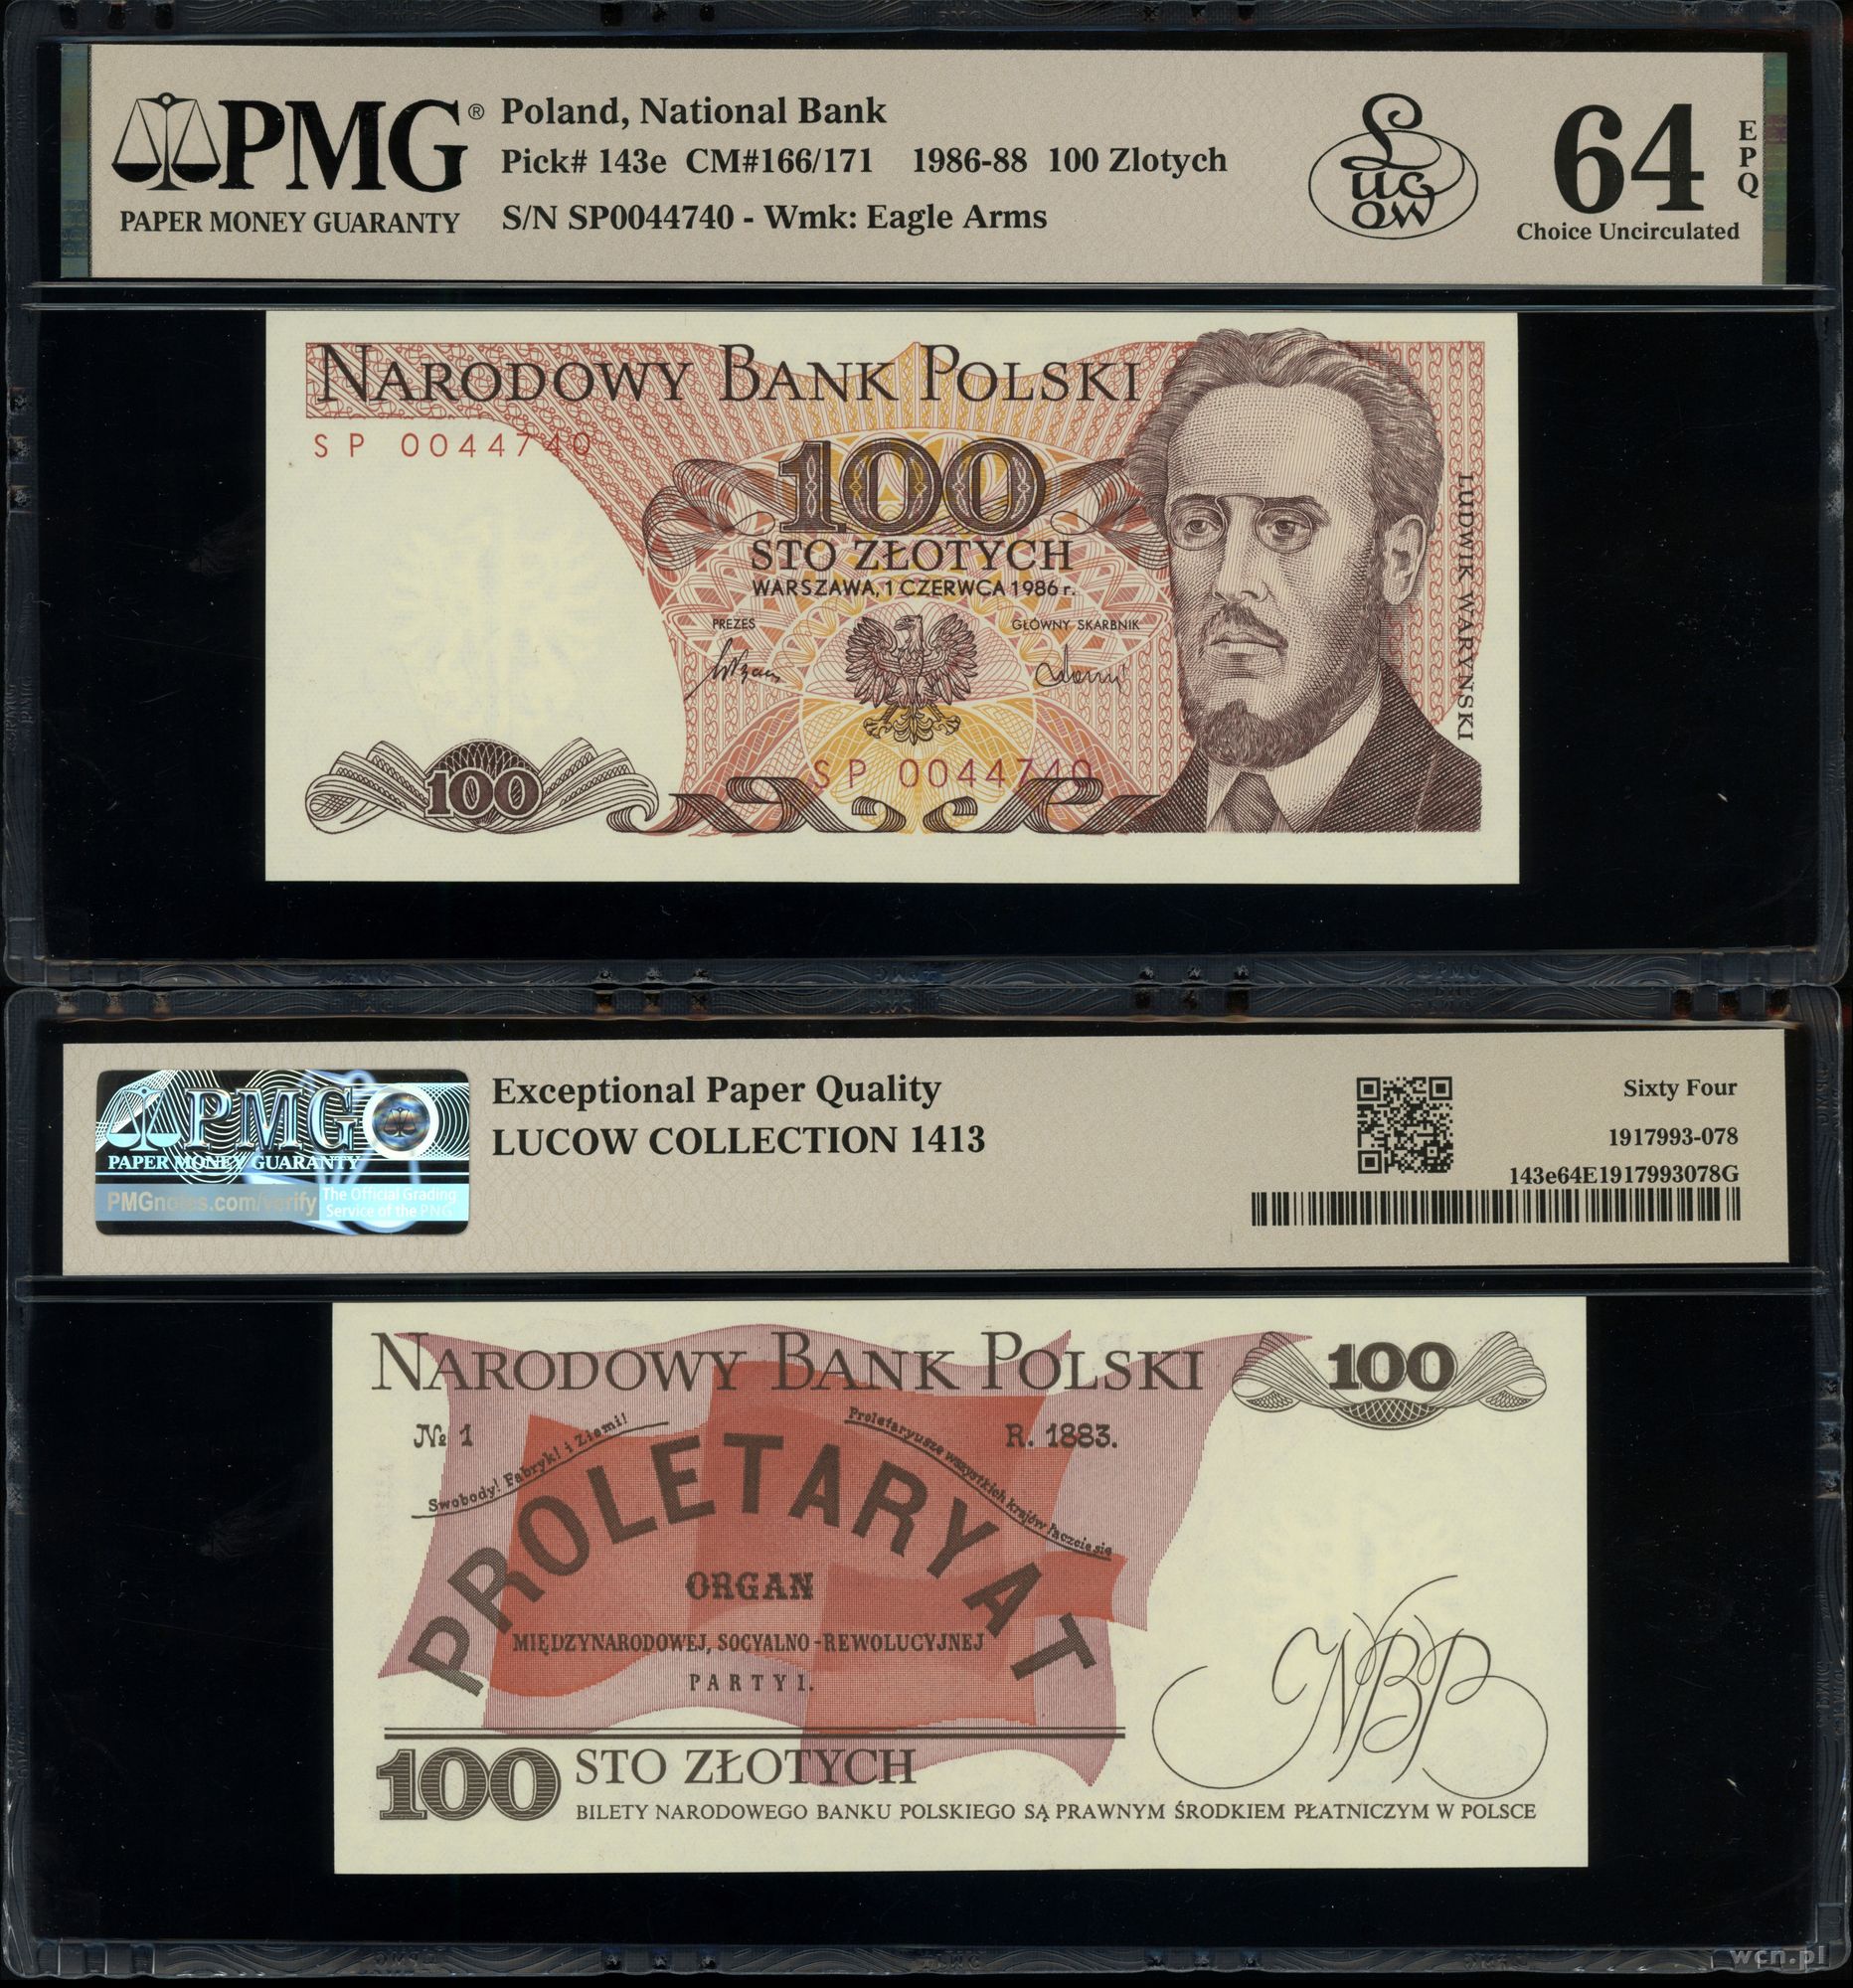 PMG®
PAPER MONEY GUARANTY
Poland, National Bank
Pick# 143e CM#166/171 1986-88 100 Zlotych
S/N SP0044740 - Wmk: Eagle Arms
Lucow
64
EPQ
Choice Uncirculated
NARODOWY BANK POLSKI
SP 0044740
100
STO ZŁOTYCH
WARSZAWA, 1 CZERWCA 1986 r.
PREZES
GŁÓWNY SKARBNIK
LUDWIK WARYŃSKI
SP 0044740
100
PMG
PAPER MONEY GUARANTY
PMGnotes.com/verify
The Official Grading
Service of the PNG
Exceptional Paper Quality
LUCOW COLLECTION 1413
Sixty Four
1917993-078
143e64E1917993078G
NARODOWY BANK POLSKI
100
№ 1
Swobody! Fabryk! i Ziemi!
Proletaryusze wszystkich krajów łączcie się
R. 1883.
PROLETARYAT
ORGAN
MIĘDZYNARODOWEJ, SOCYALNO-REWOLUCYJNEJ
PARTYI.
NBP
100 STO ZŁOTYCH
BILETY NARODOWEGO BANKU POLSKIEGO SĄ PRAWNYM ŚRODKIEM PŁATNICZYM W POLSCE
wcn.pl